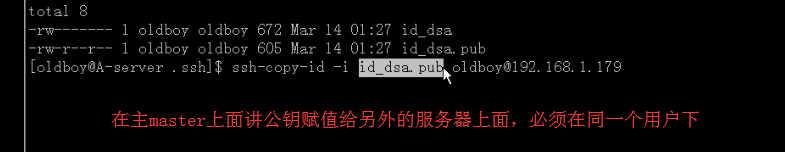 total 8
-rw------- 1 oldboy oldboy 672 Mar 14 01:27 id_dsa
-rw-r--r-- 1 oldboy oldboy 605 Mar 14 01:27 id_dsa.pub
[oldboy@A-server .ssh]$ ssh-copy-id -i id_dsa.pub oldboy@192.168.1.179
在主master上面讲公钥赋值给另外的服务器上面，必须在同一个用户下